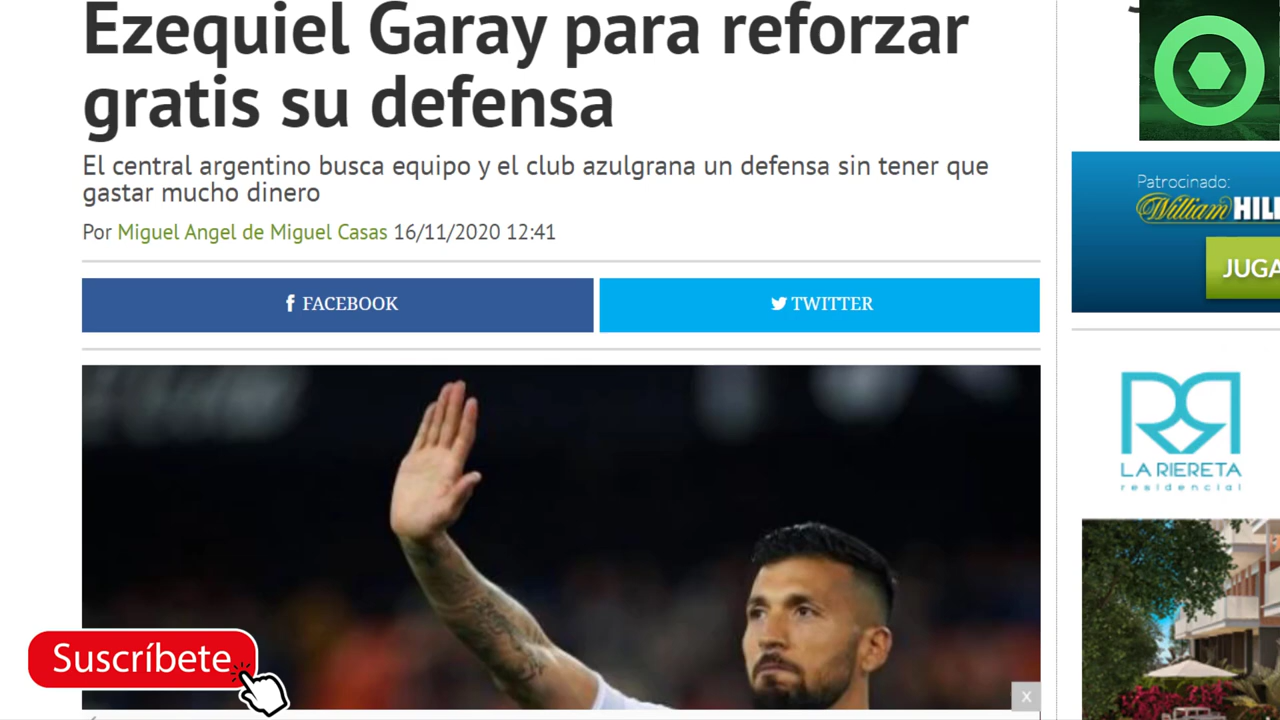 Ezequiel Garay para reforzar
gratis su defensa
El central argentino busca equipo y el club azulgrana un defensa sin tener que
gastar mucho dinero
Por Miguel Angel de Miguel Casas 16/11/2020 12:41
FACEBOOK
TWITTER
Patrocinado:
William HILL
JUGA
LA RIERETA
residencial
Suscríbete
X